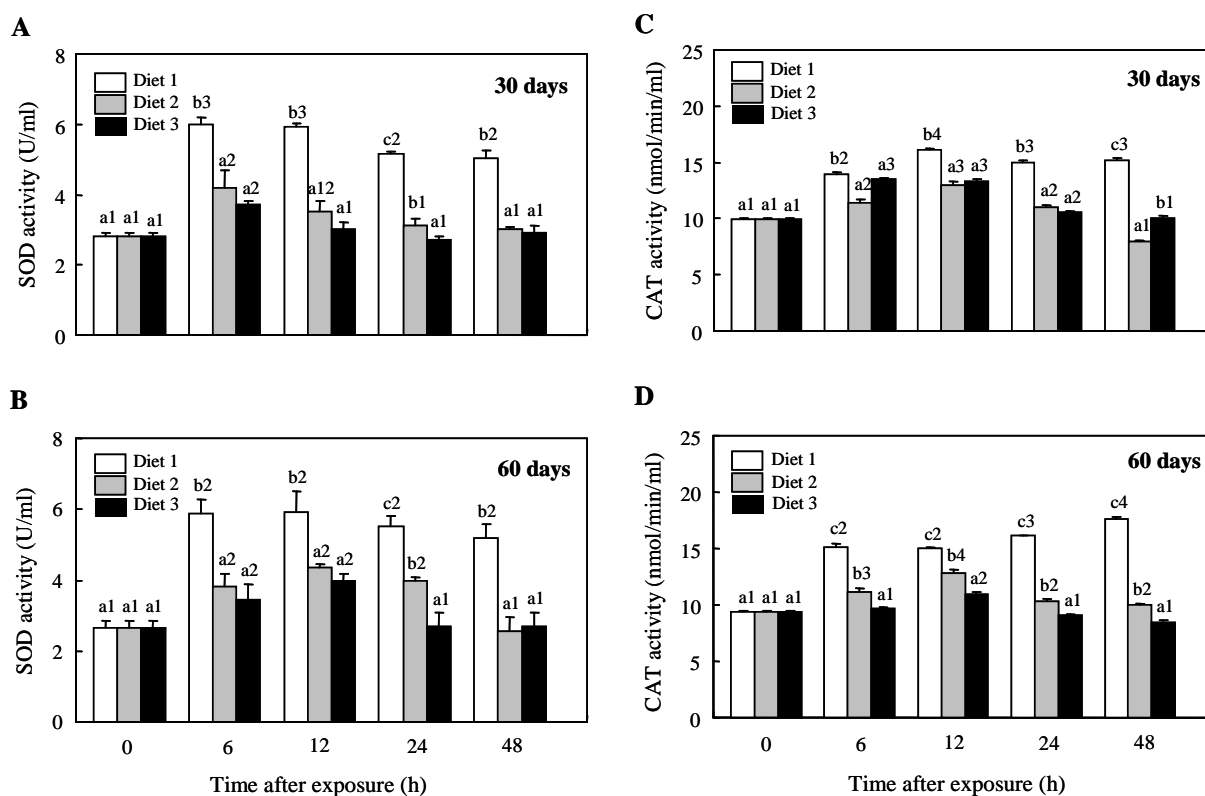 A
SOD activity (U/ml)
8
6
4
2
0
Diet 1
Diet 2
Diet 3
30 days
a1 a1 a1
b3 a2 a2
b3 a12 a1
c2 b1 a1
b2 a1 a1
C
CAT activity (nmol/min/ml)
25
20
15
10
5
0
Diet 1
Diet 2
Diet 3
30 days
a1 a1 a1
b2 a2 a3
b4 a3 a3
b3 a2 a2
c3 a1 b1
B
SOD activity (U/ml)
8
6
4
2
0
Diet 1
Diet 2
Diet 3
60 days
a1 a1 a1
b2 a2 a2
b2 a2 a2
c2 b2 a1
b2 a1 a1
0 6 12 24 48
Time after exposure (h)
D
CAT activity (nmol/min/ml)
25
20
15
10
5
0
Diet 1
Diet 2
Diet 3
60 days
a1 a1 a1
c2 b3 a1
c2 b4 a2
c3 b2 a1
c4 b2 a1
0 6 12 24 48
Time after exposure (h)